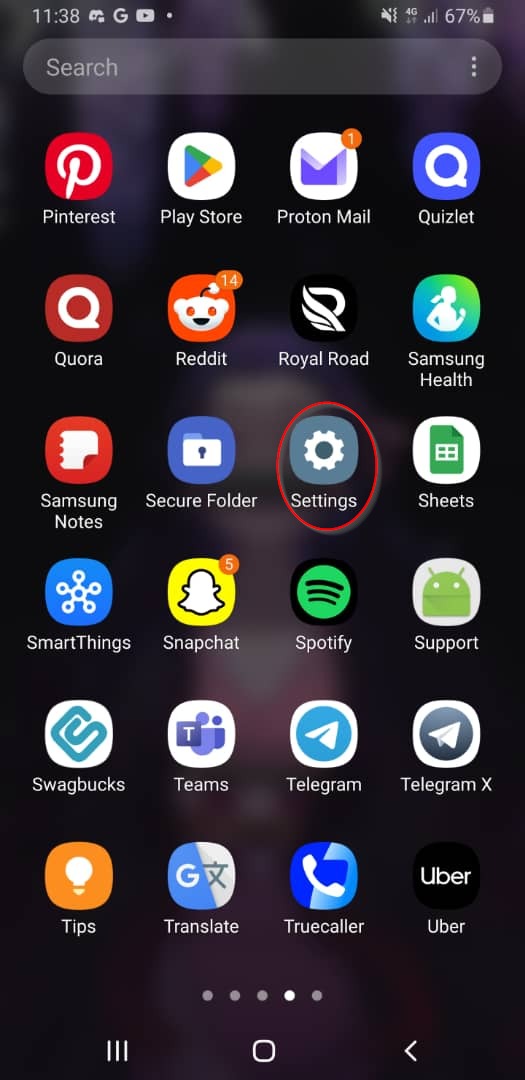 11:38
4G
67%
Search
1
Pinterest
Play Store
Proton Mail
Quizlet
14
Quora
Reddit
Royal Road
Samsung
Health
Samsung
Notes
Secure Folder
Settings
Sheets
5
SmartThings
Snapchat
Spotify
Support
T
Swagbucks
Teams
Telegram
Telegram X
G文
Uber
Tips
Translate
Truecaller
Uber